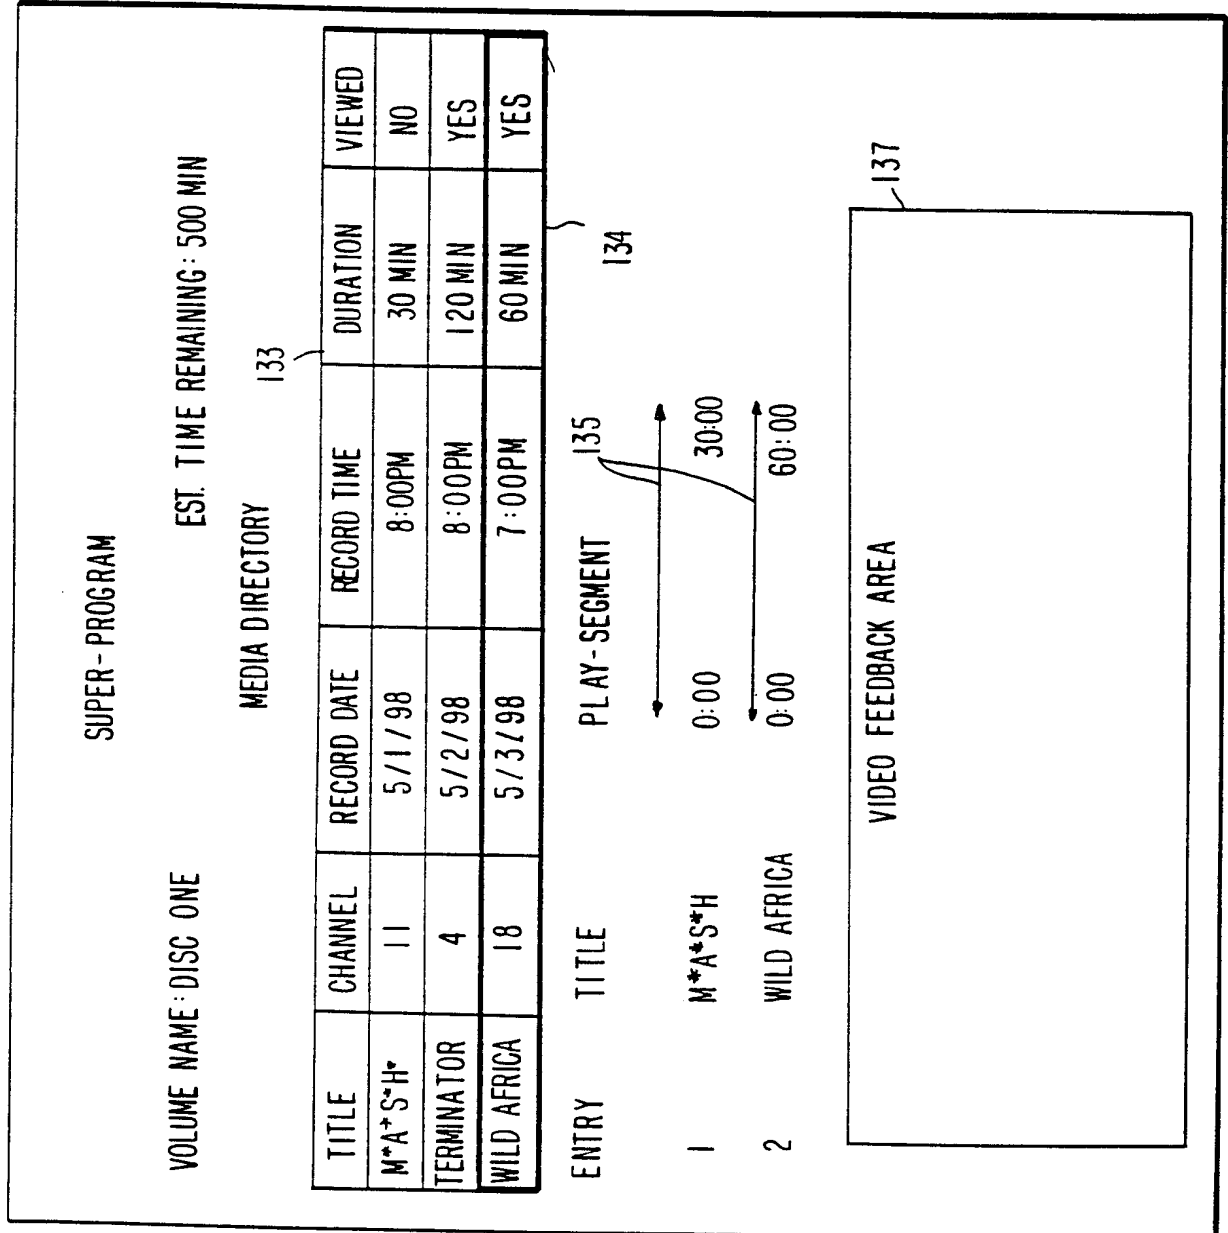 SUPER-PROGRAM
VOLUME NAME: DISC ONE EST. TIME REMAINING: 500 MIN
MEDIA DIRECTORY
133
TITLE CHANNEL RECORD DATE RECORD TIME DURATION VIEWED
M*A*S*H* 11 5/1/98 8:00PM 30 MIN NO
TERMINATOR 4 5/2/98 8:00PM 120 MIN YES
WILD AFRICA 18 5/3/98 7:00PM 60 MIN YES
ENTRY TITLE PLAY-SEGMENT
135
134
1 M*A*S*H 0:00 30:00
2 WILD AFRICA 0:00 60:00
137
VIDEO FEEDBACK AREA